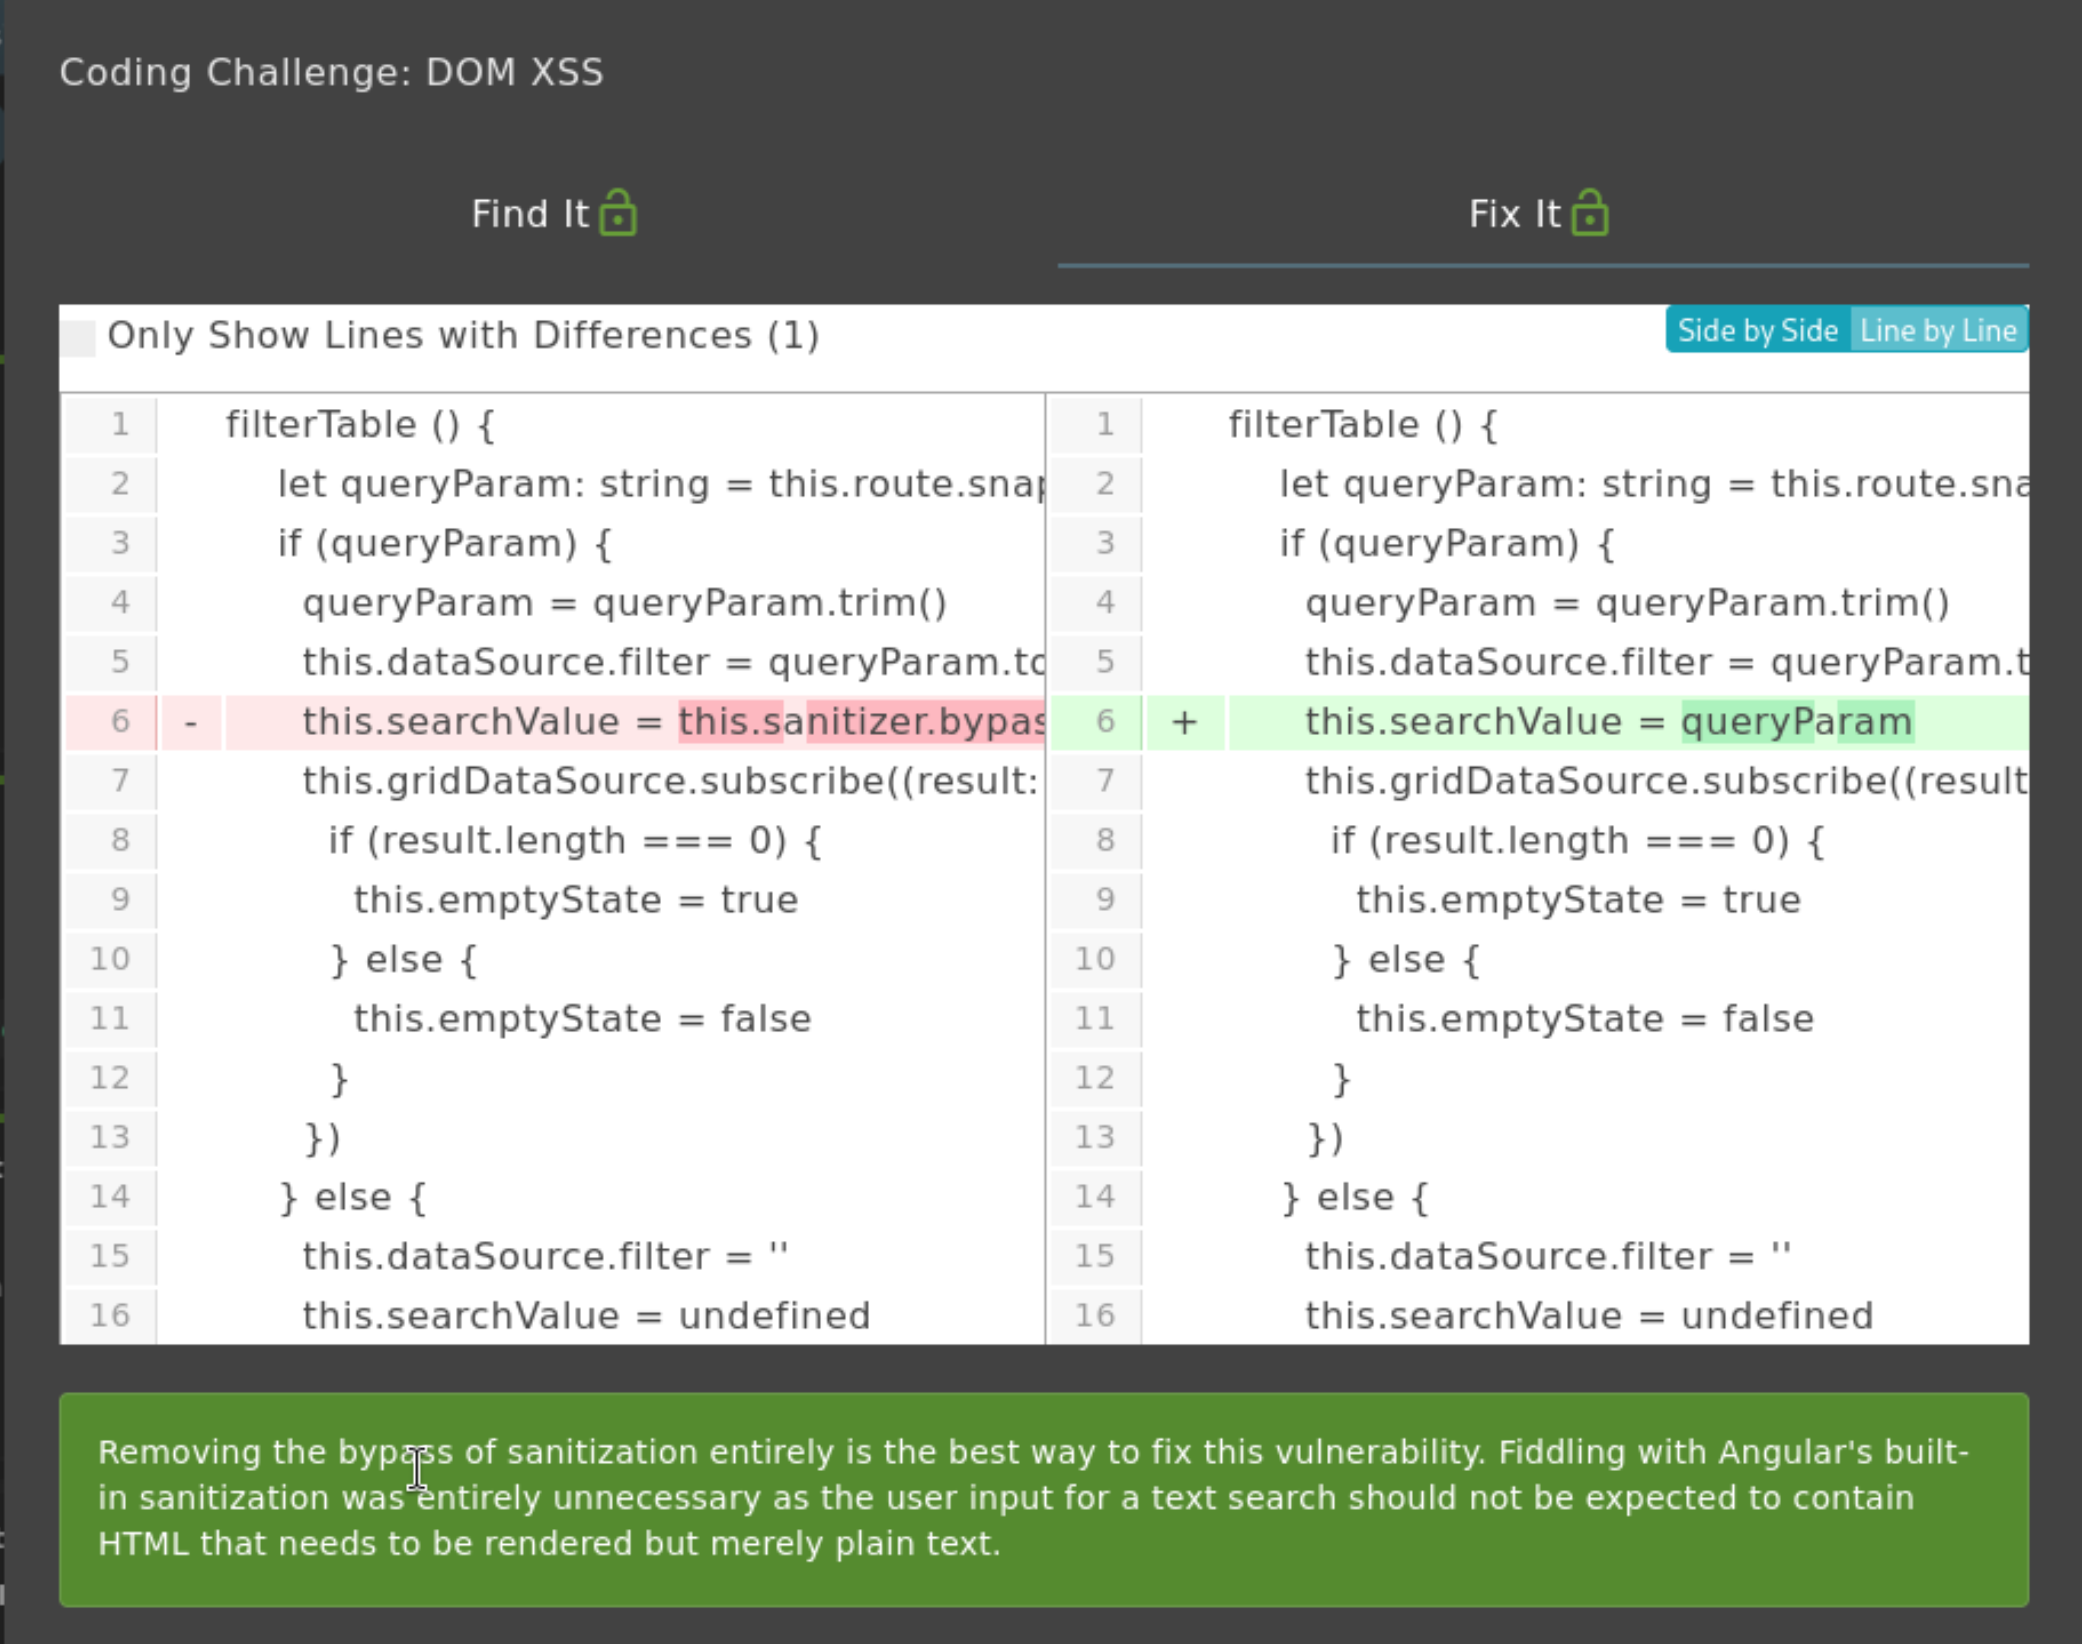 Coding Challenge: DOM XSS
Find It
Fix It
Only Show Lines with Differences (1)
Side by Side Line by Line
1 filterTable () {
2 let queryParam: string = this.route.snap
3 if (queryParam) {
4 queryParam = queryParam.trim()
5 this.dataSource.filter = queryParam.to
6 - this.searchValue = this.sanitizer.bypas
7 this.gridDataSource.subscribe((result:
8 if (result.length === 0) {
9 this.emptyState = true
10 } else {
11 this.emptyState = false
12 }
13 })
14 } else {
15 this.dataSource.filter = ''
16 this.searchValue = undefined
1 filterTable () {
2 let queryParam: string = this.route.sna
3 if (queryParam) {
4 queryParam = queryParam.trim()
5 this.dataSource.filter = queryParam.t
6 + this.searchValue = queryParam
7 this.gridDataSource.subscribe((result
8 if (result.length === 0) {
9 this.emptyState = true
10 } else {
11 this.emptyState = false
12 }
13 })
14 } else {
15 this.dataSource.filter = ''
16 this.searchValue = undefined
Removing the bypass of sanitization entirely is the best way to fix this vulnerability. Fiddling with Angular's built-
in sanitization was entirely unnecessary as the user input for a text search should not be expected to contain
HTML that needs to be rendered but merely plain text.